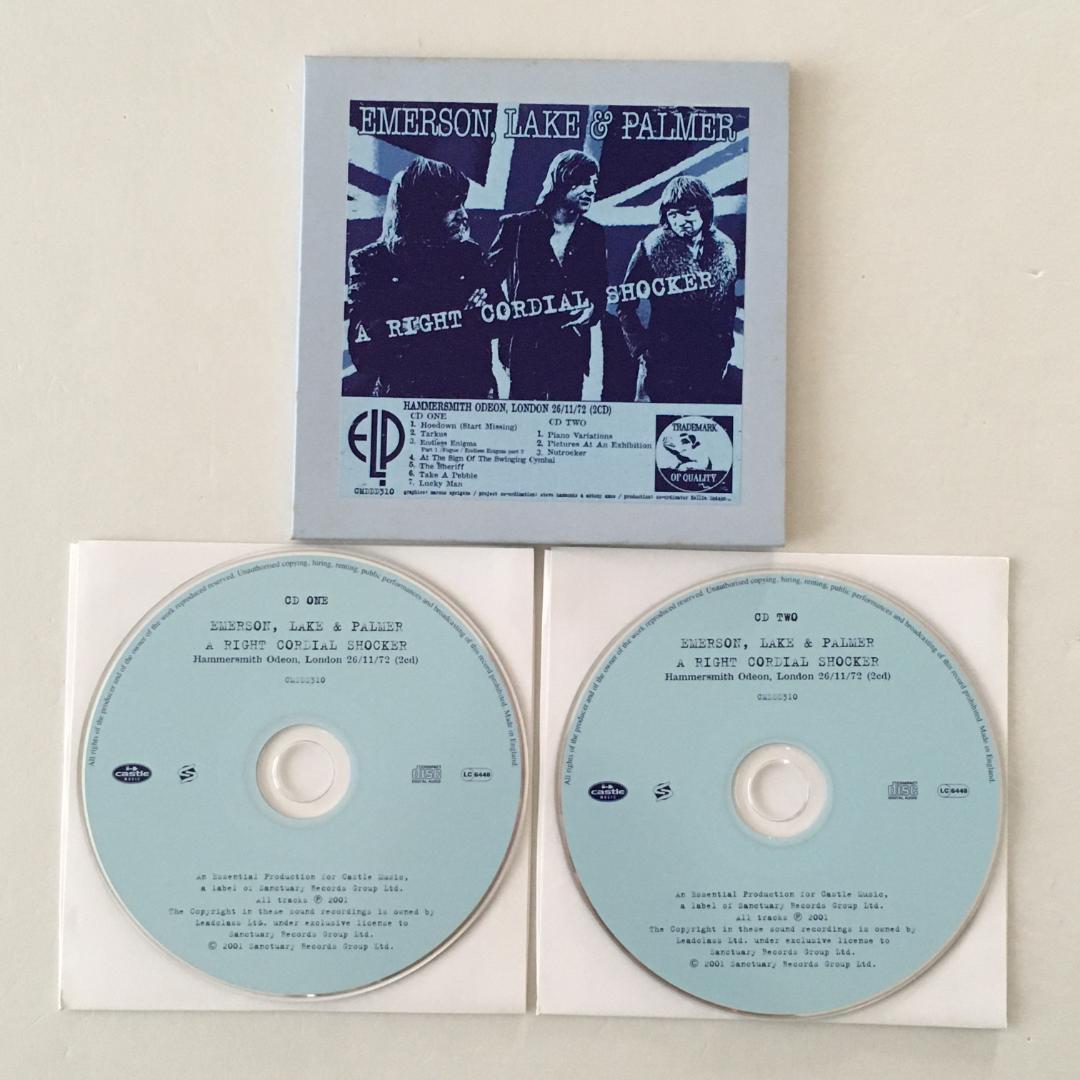 EMERSON, LAKE & PALMER
A RIGHT CORDIAL SHOCKER
HAMMERSMITH ODEON, LONDON 26/11/72 (2CD)
CD ONE
1. Hoedown (Start Missing)
2. Tarkus
3. Endless Enigma
Part 1 / Fugue / Endless Enigma part 2
4. At The Sign Of The Swinging Cymbal
5. The Sheriff
6. Take A Pebble
7. Lucky Man
CD TWO
1. Piano Variations
2. Pictures At An Exhibition
3. Nutrocker
ELP
CMDDD310
TRADEMARK
OF QUALITY
All rights of the producer and of the owner of the work reproduced reserved. Unauthorised copying, hiring, renting, public performances and broadcasting of this record prohibited. Made in England.
CD ONE
EMERSON, LAKE & PALMER
A RIGHT CORDIAL SHOCKER
Hammersmith Odeon, London 26/11/72 (2cd)
CMDDD310
castle
MUSIC
S
COMPACT
disc
DIGITAL AUDIO
LC 6448
An Essential Production for Castle Music,
a label of Sanctuary Records Group Ltd.
All tracks ℗ 2001
The Copyright in these sound recordings is owned by
Leadclass Ltd. under exclusive license to
Sanctuary Records Group Ltd.
© 2001 Sanctuary Records Group Ltd.
All rights of the producer and of the owner of the work reproduced reserved. Unauthorised copying, hiring, renting, public performances and broadcasting of this record prohibited. Made in England.
CD TWO
EMERSON, LAKE & PALMER
A RIGHT CORDIAL SHOCKER
Hammersmith Odeon, London 26/11/72 (2cd)
CMDDD310
castle
MUSIC
S
COMPACT
disc
DIGITAL AUDIO
LC 6448
An Essential Production for Castle Music,
a label of Sanctuary Records Group Ltd.
All tracks ℗ 2001
The Copyright in these sound recordings is owned by
Leadclass Ltd. under exclusive license to
Sanctuary Records Group Ltd.
© 2001 Sanctuary Records Group Ltd.